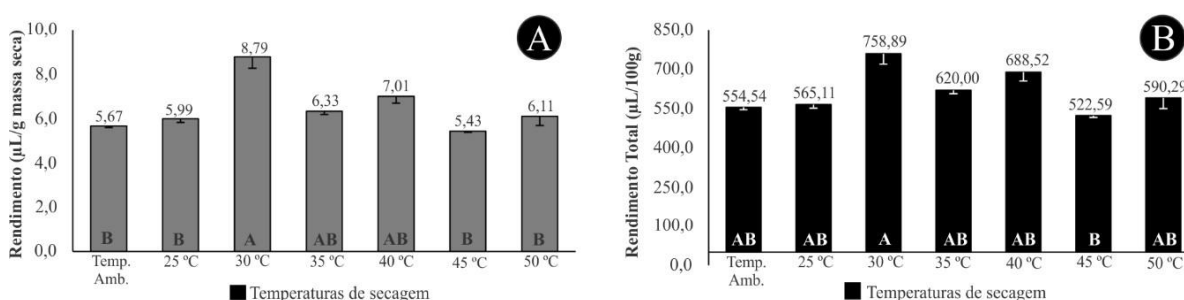 A
Rendimento (µL/g massa seca)
10,0
8,0
6,0
4,0
2,0
0,0
5,67
5,99
8,79
6,33
7,01
5,43
6,11
B
B
A
AB
AB
B
B
Temp.
Amb.
25 ºC
30 ºC
35 ºC
40 ºC
45 ºC
50 ºC
Temperaturas de secagem
B
Rendimento Total (µL/100g)
850,0
700,0
550,0
400,0
250,0
100,0
0,0
554,54
565,11
758,89
620,00
688,52
522,59
590,29
AB
AB
A
AB
AB
B
AB
Temp.
Amb.
25 ºC
30 ºC
35 ºC
40 ºC
45 ºC
50 ºC
Temperaturas de secagem